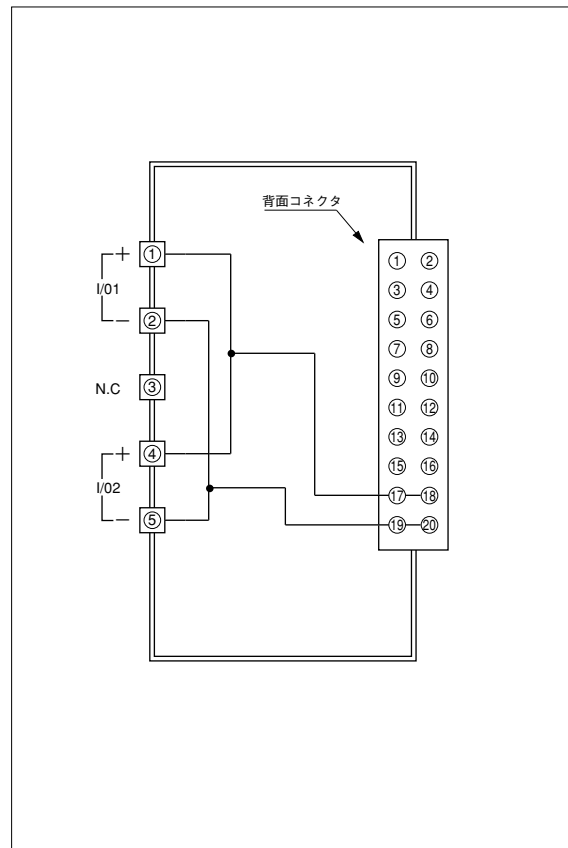 背面コネクタ
+ ① ① ②
I/01 ③ ④
− ② ⑤ ⑥
⑦ ⑧
N.C ③ ⑨ ⑩
⑪ ⑫
+ ④ ⑬ ⑭
I/02 ⑮ ⑯
− ⑤ ⑰ ⑱
⑲ ⑳